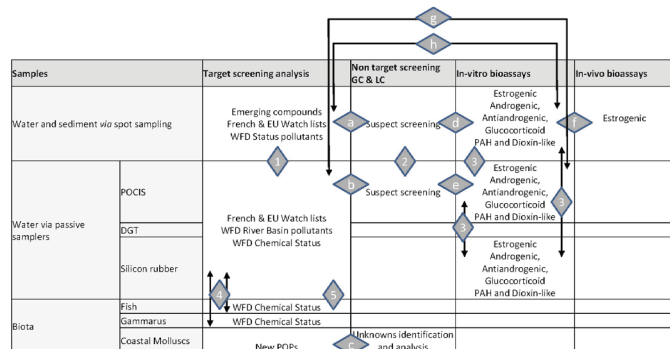 g
h
Samples
Target screening analysis
Non target screening
GC & LC
In-vitro bioassays
In-vivo bioassays
Water and sediment via spot sampling
Emerging compounds
French & EU Watch lists
WFD Status pollutants
a
Suspect screening
d
Estrogenic
Androgenic,
Antiandrogenic,
Glucocorticoid
PAH and Dioxin-like
f
Estrogenic
1
2
3
Water via passive
samplers
POCIS
DGT
Silicon rubber
French & EU Watch lists
WFD River Basin pollutants
WFD Chemical Status
b
Suspect screening
e
Estrogenic
Androgenic,
Antiandrogenic,
Glucocorticoid
PAH and Dioxin-like
3
3
Estrogenic
Androgenic,
Antiandrogenic,
Glucocorticoid
PAH and Dioxin-like
4
5
Biota
Fish
WFD Chemical Status
Gammarus
WFD Chemical Status
Coastal Molluscs
New POPs
c
Unknowns identification
and analysis